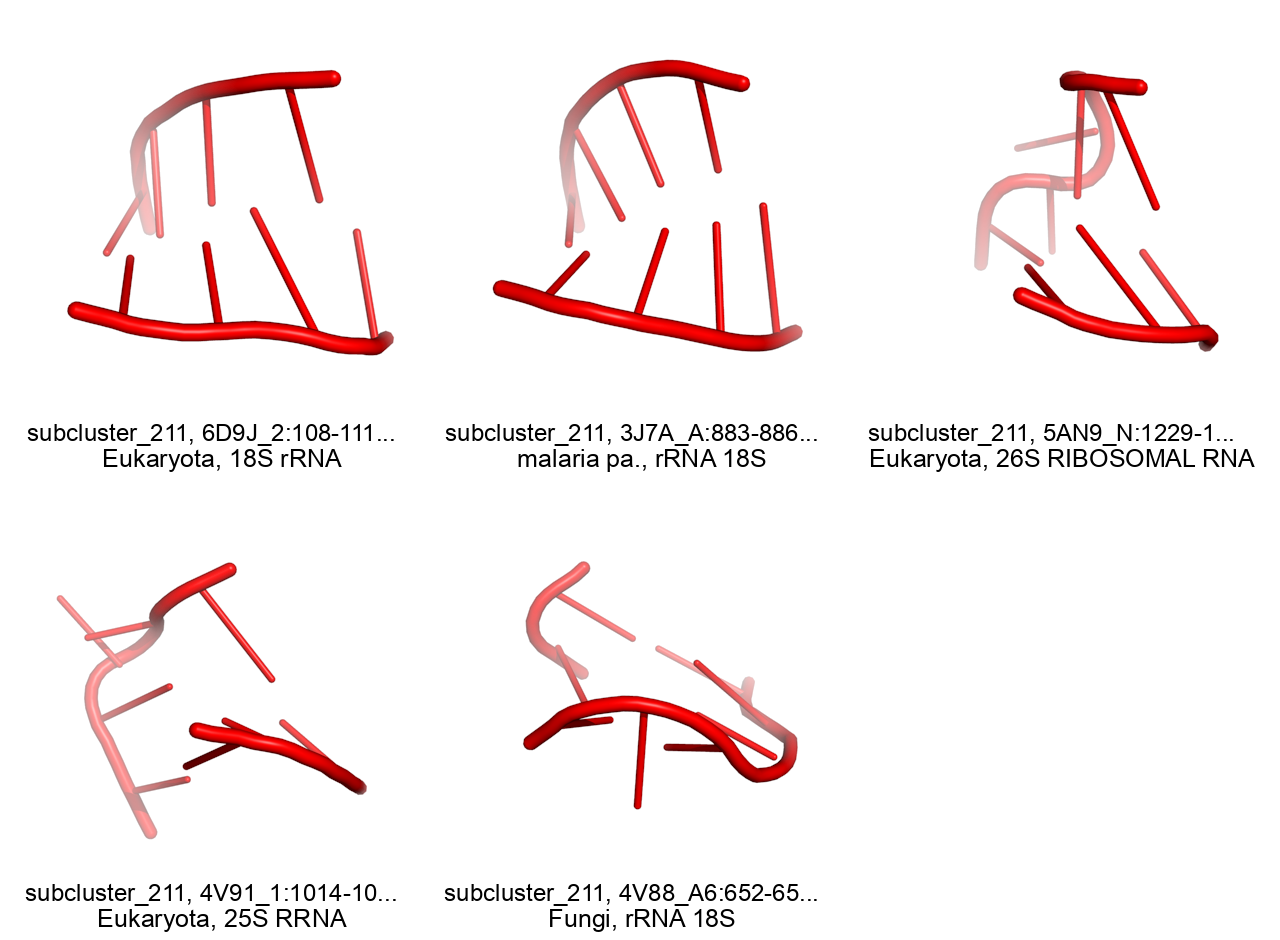 subcluster_211, 6D9J_2:108-111...
Eukaryota, 18S rRNA
subcluster_211, 3J7A_A:883-886...
malaria pa., rRNA 18S
subcluster_211, 5AN9_N:1229-1...
Eukaryota, 26S RIBOSOMAL RNA
subcluster_211, 4V91_1:1014-10...
Eukaryota, 25S RRNA
subcluster_211, 4V88_A6:652-65...
Fungi, rRNA 18S